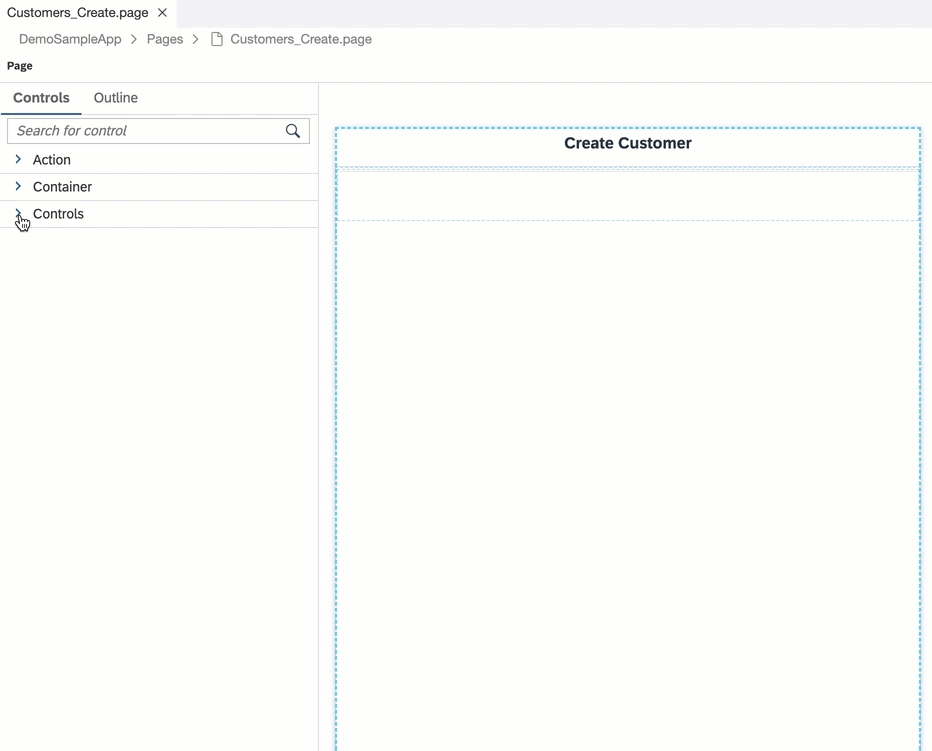 Customers_Create.page
DemoSampleApp Pages Customers_Create.page
Page
Controls Outline
Search for control
Action
Container
Controls
Create Customer